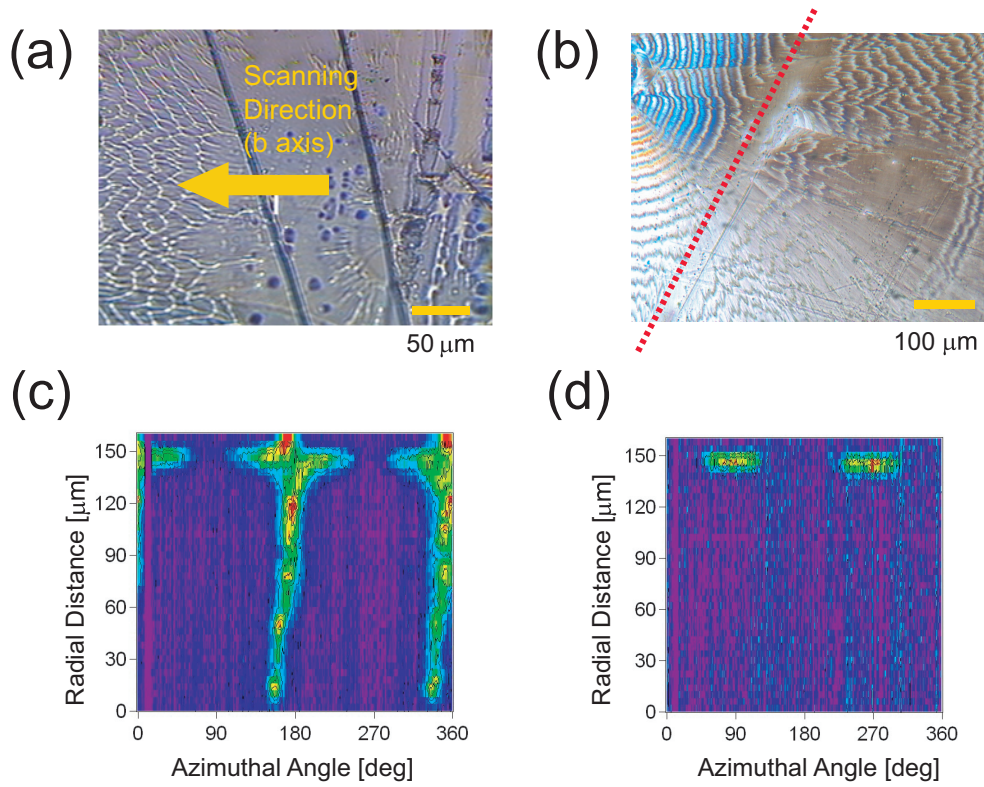 (a)
Scanning
Direction
(b axis)
50 μm
(b)
100 μm
(c)
Radial Distance [μm]
150
120
90
60
30
0
0 90 180 270 360
Azimuthal Angle [deg]
(d)
Radial Distance [μm]
150
120
90
60
30
0
0 90 180 270 360
Azimuthal Angle [deg]